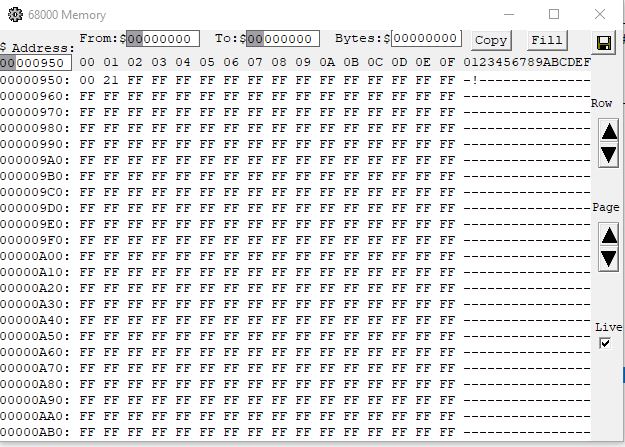 68000 Memory
From:$00000000 To:$00000000 Bytes:$00000000 Copy Fill
$ Address:
00000950 00 01 02 03 04 05 06 07 08 09 0A 0B 0C 0D 0E 0F 0123456789ABCDEF
00000950: 00 21 FF FF FF FF FF FF FF FF FF FF FF FF FF FF -!--------------
00000960: FF FF FF FF FF FF FF FF FF FF FF FF FF FF FF FF ----------------
00000970: FF FF FF FF FF FF FF FF FF FF FF FF FF FF FF FF ----------------
00000980: FF FF FF FF FF FF FF FF FF FF FF FF FF FF FF FF ----------------
00000990: FF FF FF FF FF FF FF FF FF FF FF FF FF FF FF FF ----------------
000009A0: FF FF FF FF FF FF FF FF FF FF FF FF FF FF FF FF ----------------
000009B0: FF FF FF FF FF FF FF FF FF FF FF FF FF FF FF FF ----------------
000009C0: FF FF FF FF FF FF FF FF FF FF FF FF FF FF FF FF ----------------
000009D0: FF FF FF FF FF FF FF FF FF FF FF FF FF FF FF FF ----------------
000009E0: FF FF FF FF FF FF FF FF FF FF FF FF FF FF FF FF ----------------
000009F0: FF FF FF FF FF FF FF FF FF FF FF FF FF FF FF FF ----------------
00000A00: FF FF FF FF FF FF FF FF FF FF FF FF FF FF FF FF ----------------
00000A10: FF FF FF FF FF FF FF FF FF FF FF FF FF FF FF FF ----------------
00000A20: FF FF FF FF FF FF FF FF FF FF FF FF FF FF FF FF ----------------
00000A30: FF FF FF FF FF FF FF FF FF FF FF FF FF FF FF FF ----------------
00000A40: FF FF FF FF FF FF FF FF FF FF FF FF FF FF FF FF ----------------
00000A50: FF FF FF FF FF FF FF FF FF FF FF FF FF FF FF FF ----------------
00000A60: FF FF FF FF FF FF FF FF FF FF FF FF FF FF FF FF ----------------
00000A70: FF FF FF FF FF FF FF FF FF FF FF FF FF FF FF FF ----------------
00000A80: FF FF FF FF FF FF FF FF FF FF FF FF FF FF FF FF ----------------
00000A90: FF FF FF FF FF FF FF FF FF FF FF FF FF FF FF FF ----------------
00000AA0: FF FF FF FF FF FF FF FF FF FF FF FF FF FF FF FF ----------------
00000AB0: FF FF FF FF FF FF FF FF FF FF FF FF FF FF FF FF ----------------
Row
Page
Live